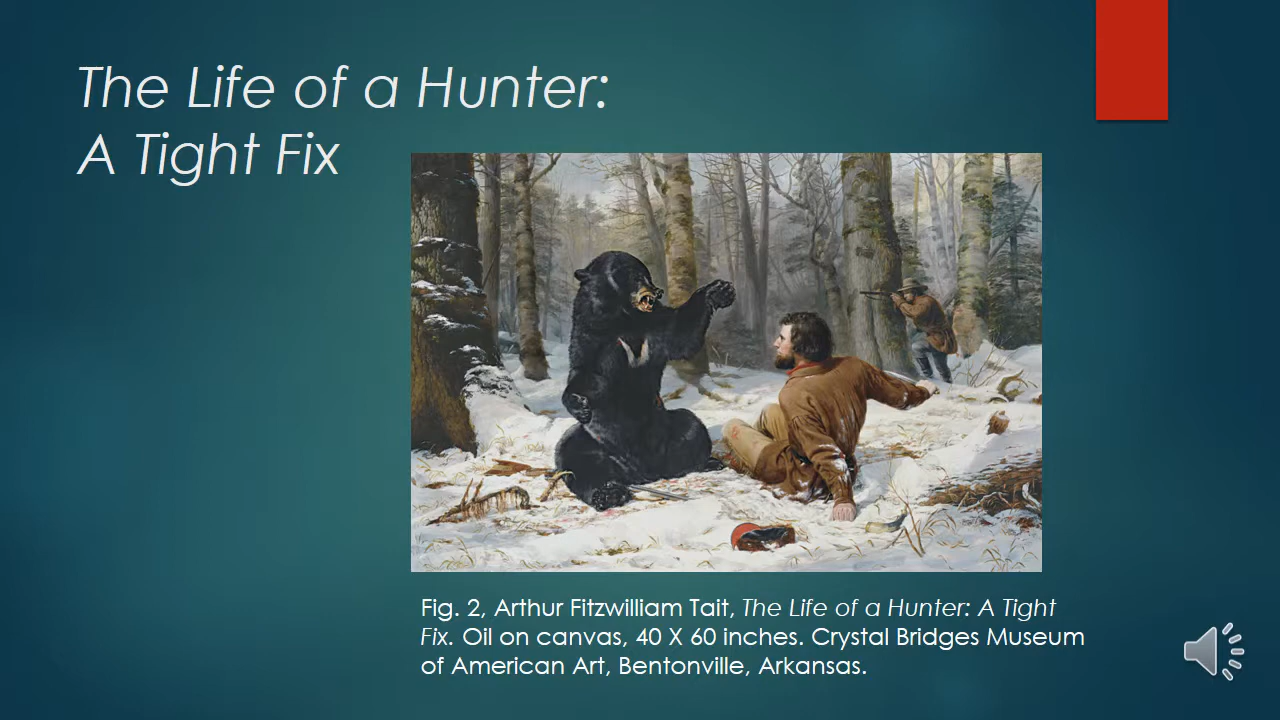 The Life of a Hunter:
A Tight Fix
Fig. 2, Arthur Fitzwilliam Tait, The Life of a Hunter: A Tight
Fix. Oil on canvas, 40 X 60 inches. Crystal Bridges Museum
of American Art, Bentonville, Arkansas.